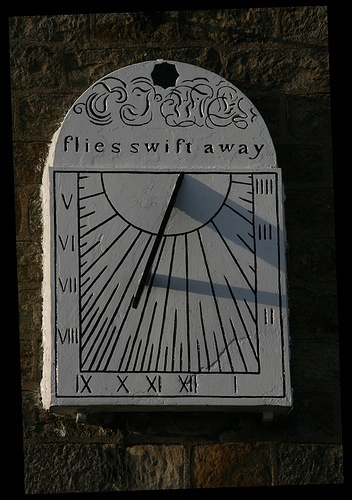 TIME
flies swift away
V
IIII
VI
III
VII
VIII
II
IX X XI XII I